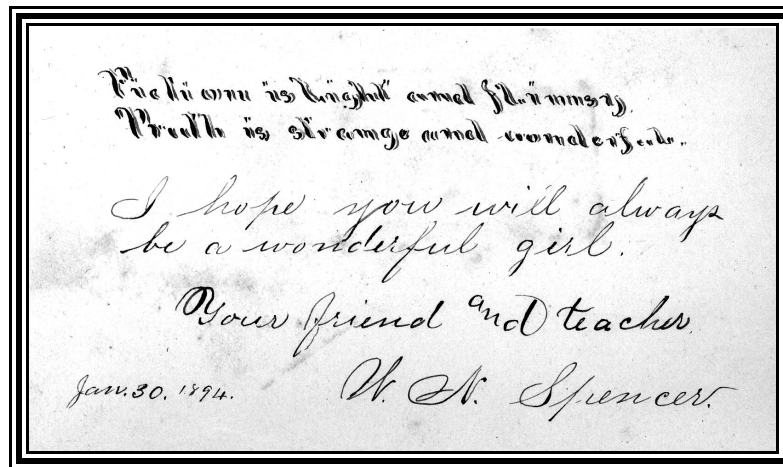 Fiction is light and flimsy,
Truth is strange and wonderful.
I hope you will always
be a wonderful girl.
Your friend and teacher
W. N. Spencer.
Jan. 30. 1894.